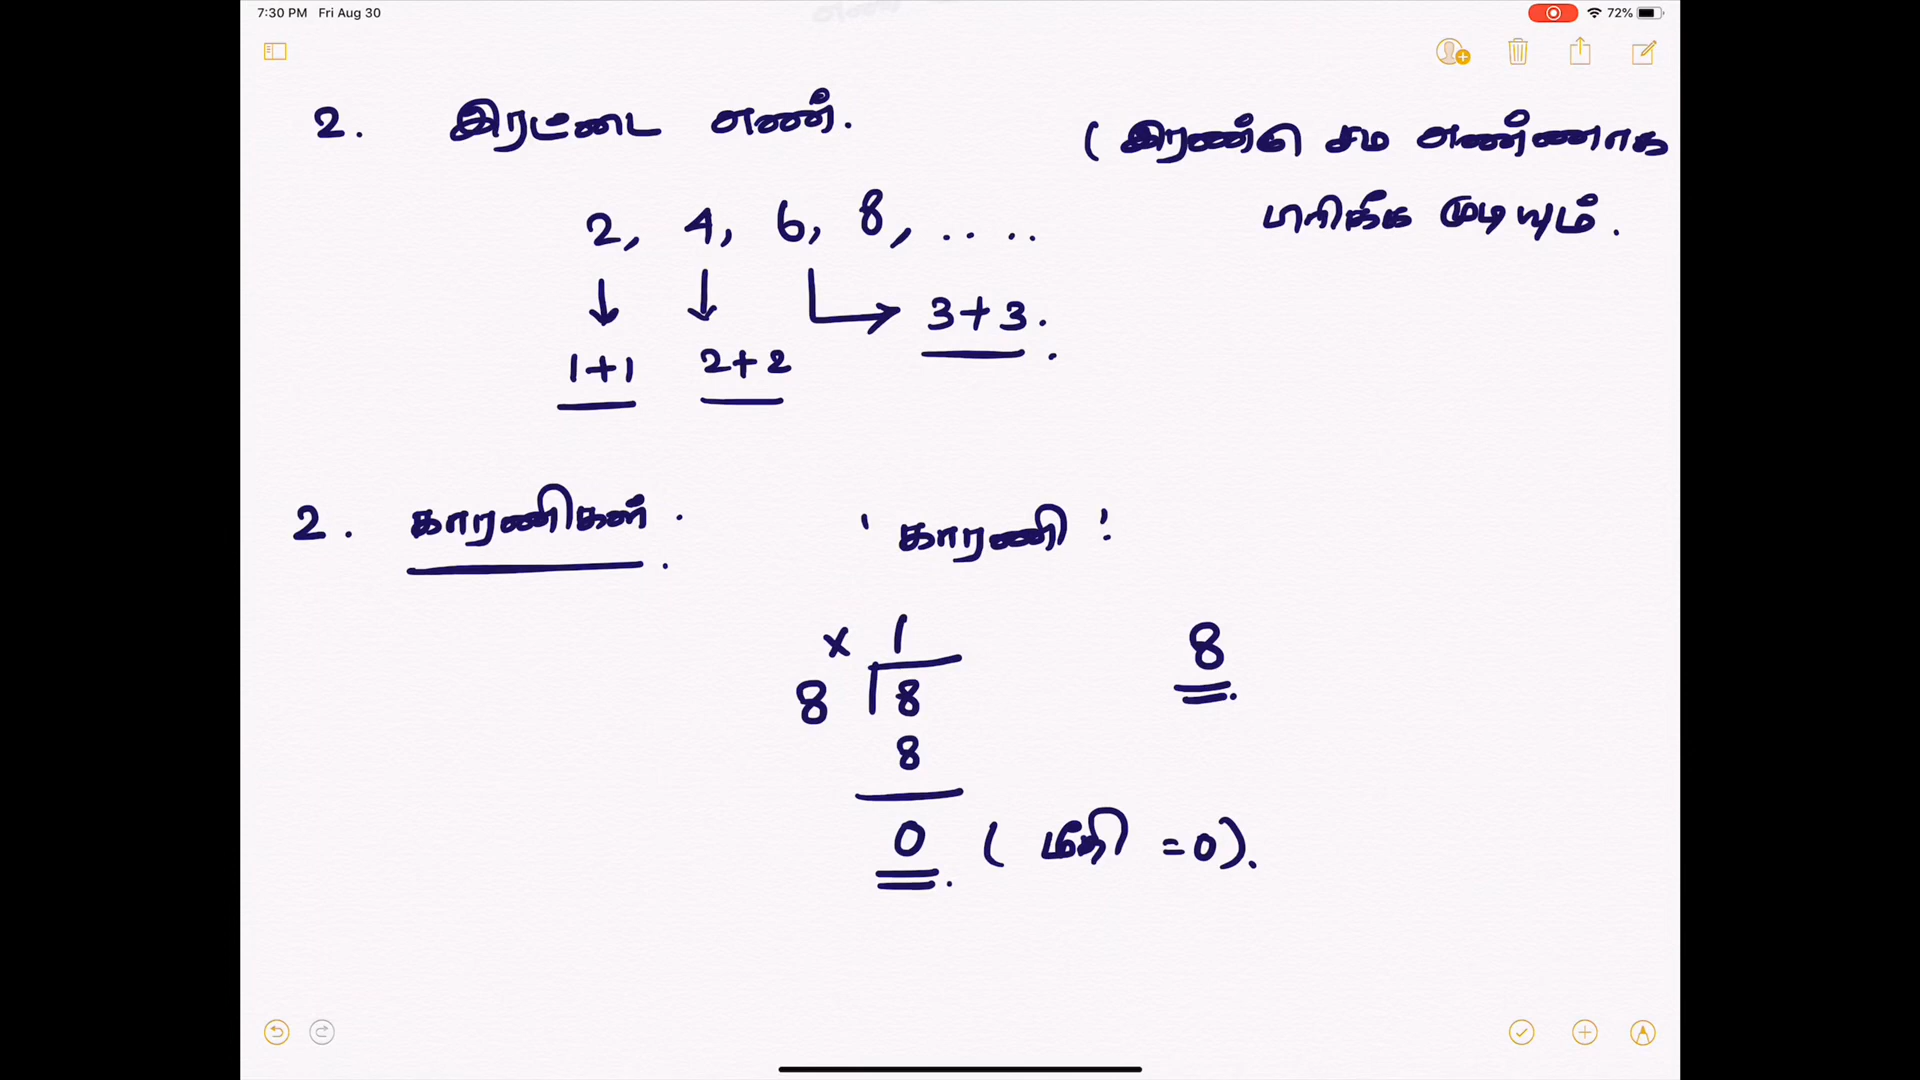 7:30 PM Fri Aug 30
72%
2. இரட்டை எண்.
(இரண்டு சம எண்ணாக
பிரிக்க முடியும்.
2, 4, 6, 8, ....
3+3.
1+1 2+2
2. காரணிகள். 'காரணி'
x 1
8
8 8
8
0 (மீதி =0).